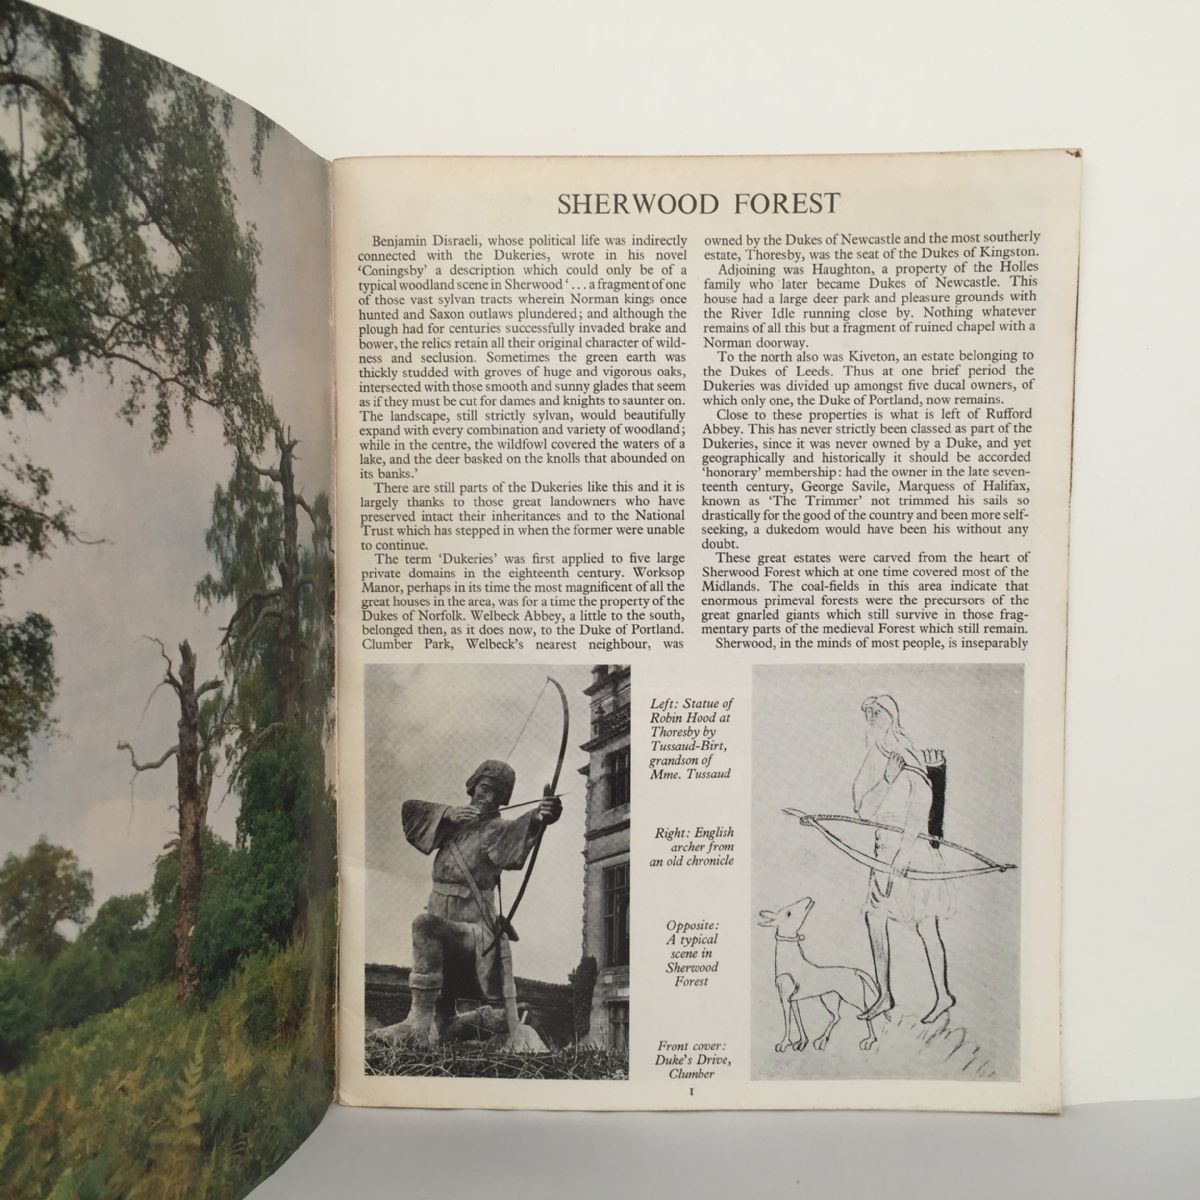 SHERWOOD FOREST
Benjamin Disraeli, whose political life was indirectly
connected with the Dukeries, wrote in his novel
‘Coningsby’ a description which could only be of a
typical woodland scene in Sherwood ‘. . . a fragment of one
of those vast sylvan tracts wherein Norman kings once
hunted and Saxon outlaws plundered; and although the
plough had for centuries successfully invaded brake and
bower, the relics retain all their original character of wild-
ness and seclusion. Sometimes the green earth was
thickly studded with groves of huge and vigorous oaks,
intersected with those smooth and sunny glades that seem
as if they must be cut for dames and knights to saunter on.
The landscape, still strictly sylvan, would beautifully
expand with every combination and variety of woodland;
while in the centre, the wildfowl covered the waters of a
lake, and the deer basked on the knolls that abounded on
its banks.’
There are still parts of the Dukeries like this and it is
largely thanks to those great landowners who have
preserved intact their inheritances and to the National
Trust which has stepped in when the former were unable
to continue.
The term ‘Dukeries’ was first applied to five large
private domains in the eighteenth century. Worksop
Manor, perhaps in its time the most magnificent of all the
great houses in the area, was for a time the property of the
Dukes of Norfolk. Welbeck Abbey, a little to the south,
belonged then, as it does now, to the Duke of Portland.
Clumber Park, Welbeck’s nearest neighbour, was
owned by the Dukes of Newcastle and the most southerly
estate, Thoresby, was the seat of the Dukes of Kingston.
Adjoining was Haughton, a property of the Holles
family who later became Dukes of Newcastle. This
house had a large deer park and pleasure grounds with
the River Idle running close by. Nothing whatever
remains of all this but a fragment of ruined chapel with a
Norman doorway.
To the north also was Kiveton, an estate belonging to
the Dukes of Leeds. Thus at one brief period the
Dukeries was divided up amongst five ducal owners, of
which only one, the Duke of Portland, now remains.
Close to these properties is what is left of Rufford
Abbey. This has never strictly been classed as part of the
Dukeries, since it was never owned by a Duke, and yet
geographically and historically it should be accorded
‘honorary’ membership: had the owner in the late seven-
teenth century, George Savile, Marquess of Halifax,
known as ‘The Trimmer’ not trimmed his sails so
drastically for the good of the country and been more self-
seeking, a dukedom would have been his without any
doubt.
These great estates were carved from the heart of
Sherwood Forest which at one time covered most of the
Midlands. The coal-fields in this area indicate that
enormous primeval forests were the precursors of the
great gnarled giants which still survive in those frag-
mentary parts of the medieval Forest which still remain.
Sherwood, in the minds of most people, is inseparably
Left: Statue of
Robin Hood at
Thoresby by
Tussaud-Birt,
grandson of
Mme. Tussaud
Right: English
archer from
an old chronicle
Opposite:
A typical
scene in
Sherwood
Forest
Front cover:
Duke’s Drive,
Clumber
1